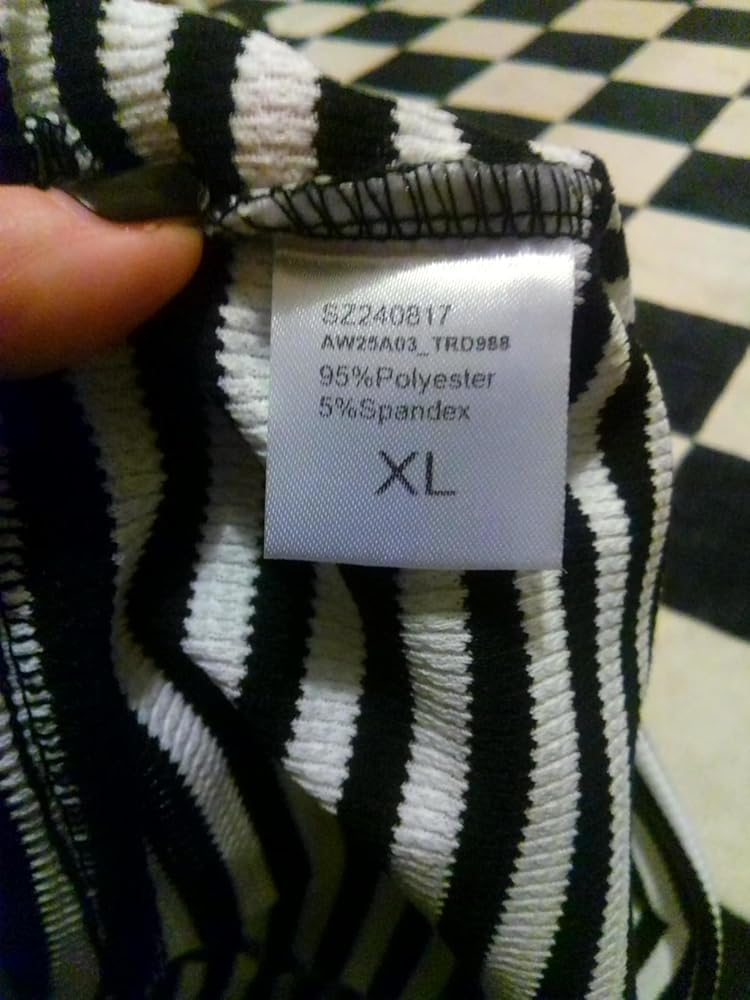 SZ240817
AW25A03_TRD988
95%Polyester
5%Spandex
XL